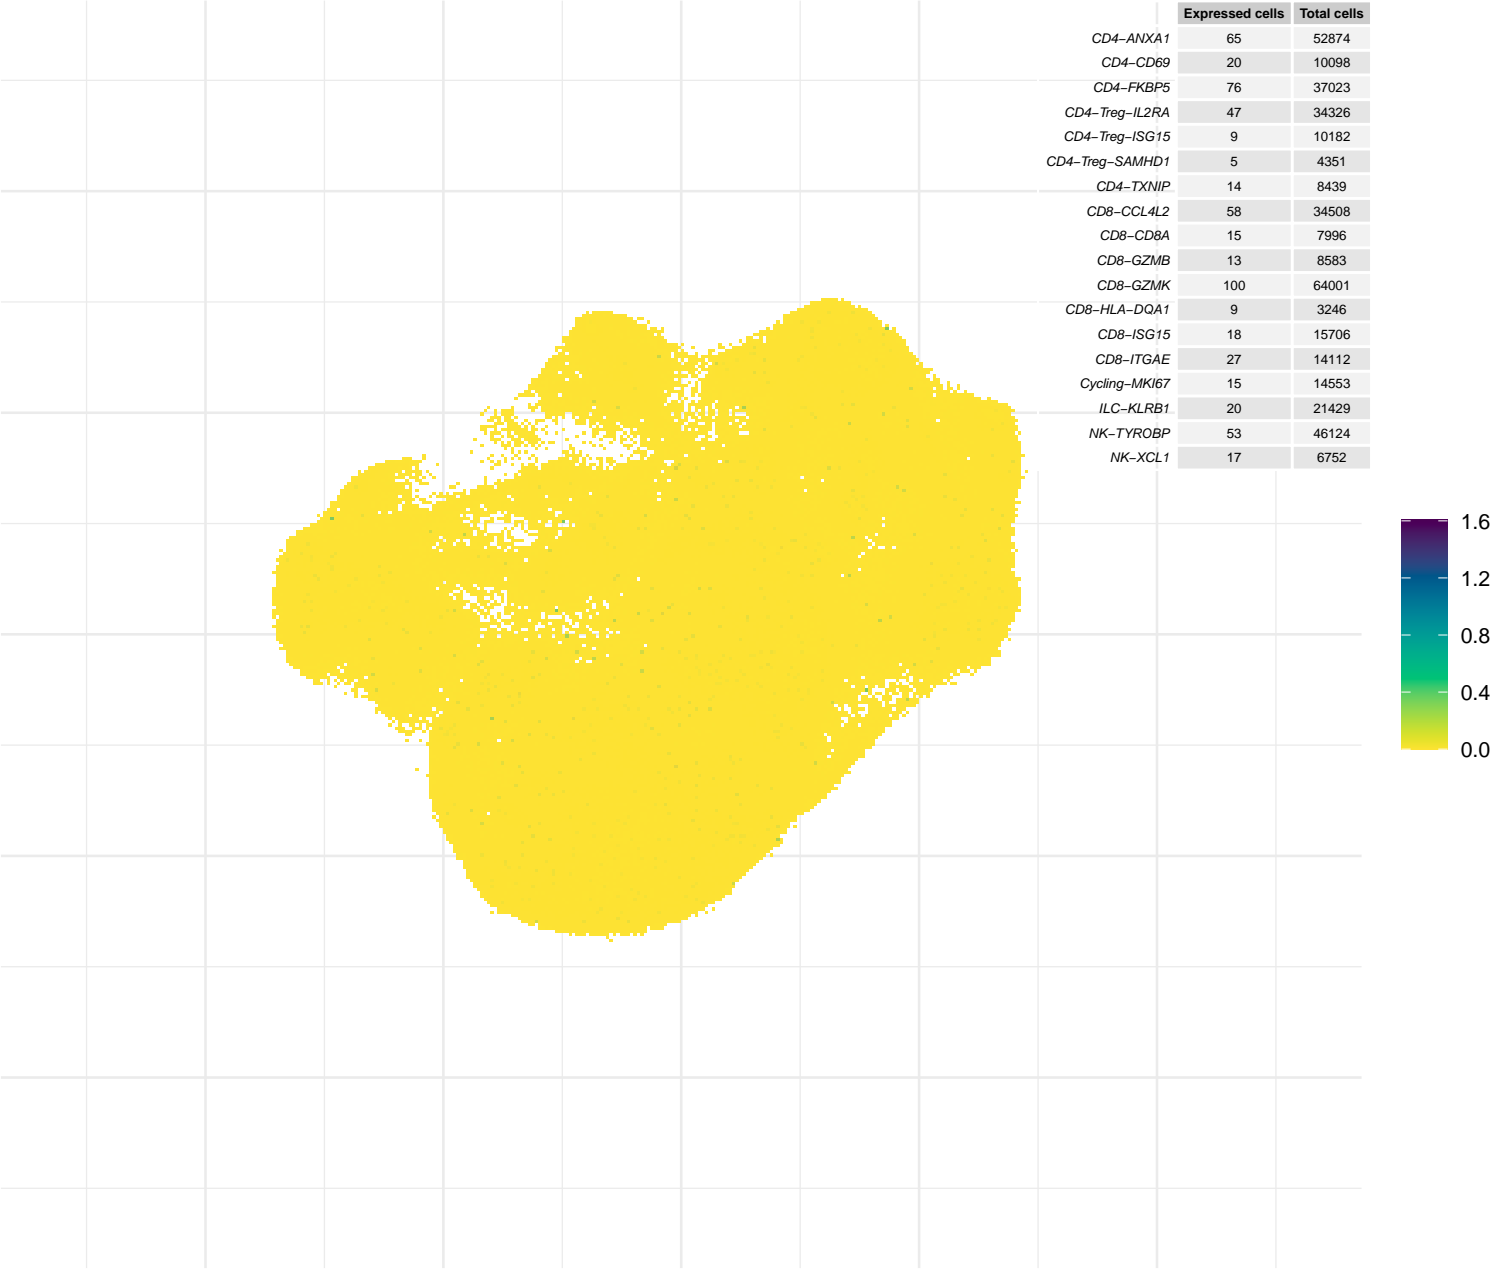 Expressed cells Total cells
CD4−ANXA1 65 52874
CD4−CD69 20 10098
CD4−FKBP5 76 37023
CD4−Treg−IL2RA 47 34326
CD4−Treg−ISG15 9 10182
CD4−Treg−SAMHD1 5 4351
CD4−TXNIP 14 8439
CD8−CCL4L2 58 34508
CD8−CD8A 15 7996
CD8−GZMB 13 8583
CD8−GZMK 100 64001
CD8−HLA−DQA1 9 3246
CD8−ISG15 18 15706
CD8−ITGAE 27 14112
Cycling−MKI67 15 14553
ILC−KLRB1 20 21429
NK−TYROBP 53 46124
NK−XCL1 17 6752
1.6
1.2
0.8
0.4
0.0